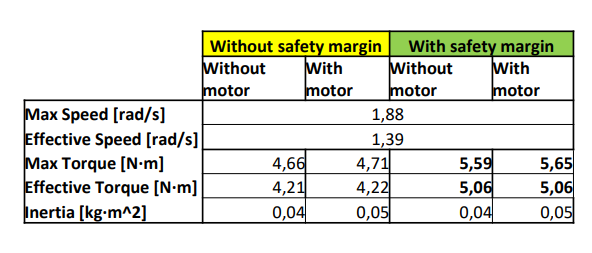 Without safety margin With safety margin
Without motor With motor Without motor With motor
Max Speed [rad/s] 1,88
Effective Speed [rad/s] 1,39
Max Torque [N·m] 4,66 4,71 5,59 5,65
Effective Torque [N·m] 4,21 4,22 5,06 5,06
Inertia [kg·m^2] 0,04 0,05 0,04 0,05